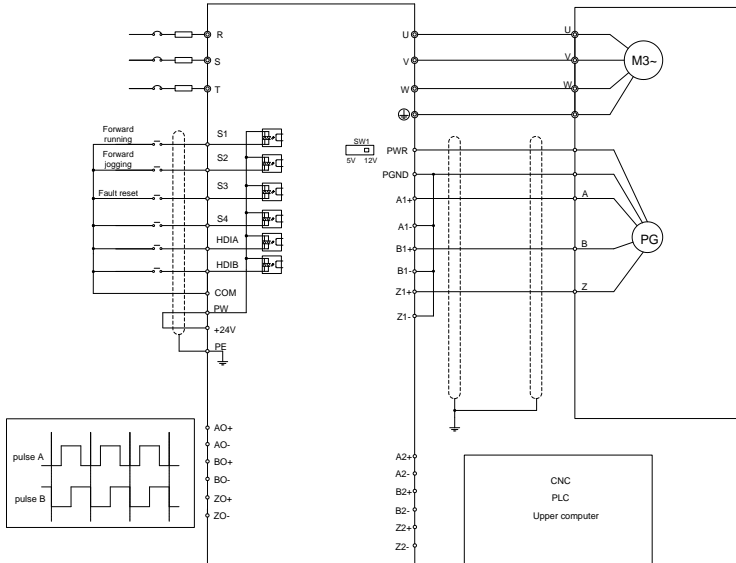 R
S
T
Forward
running
S1
Forward
jogging
S2
Fault reset
S3
S4
HDIA
HDIB
COM
PW
+24V
PE
SW1
5V 12V
U
V
W
PWR
PGND
A1+
A1-
B1+
B1-
Z1+
Z1-
U
V
W
M3~
A
B
Z
PG
pulse A
pulse B
AO+
AO-
BO+
BO-
ZO+
ZO-
A2+
A2-
B2+
B2-
Z2+
Z2-
CNC
PLC
Upper computer